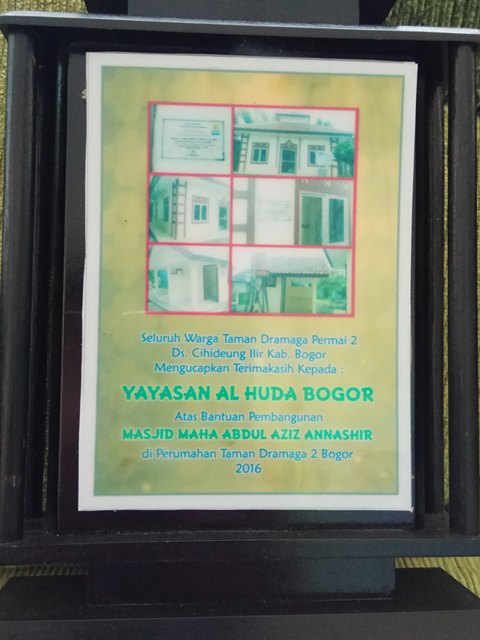 Seluruh Warga Taman Dramaga Permai 2
Ds. Cihideung Ilir Kab. Bogor
Mengucapkan Terimakasih Kepada :
YAYASAN AL HUDA BOGOR
Atas Bantuan Pembangunan
MASJID MAHA ABDUL AZIZ ANNASHIR
di Perumahan Taman Dramaga 2 Bogor
2016